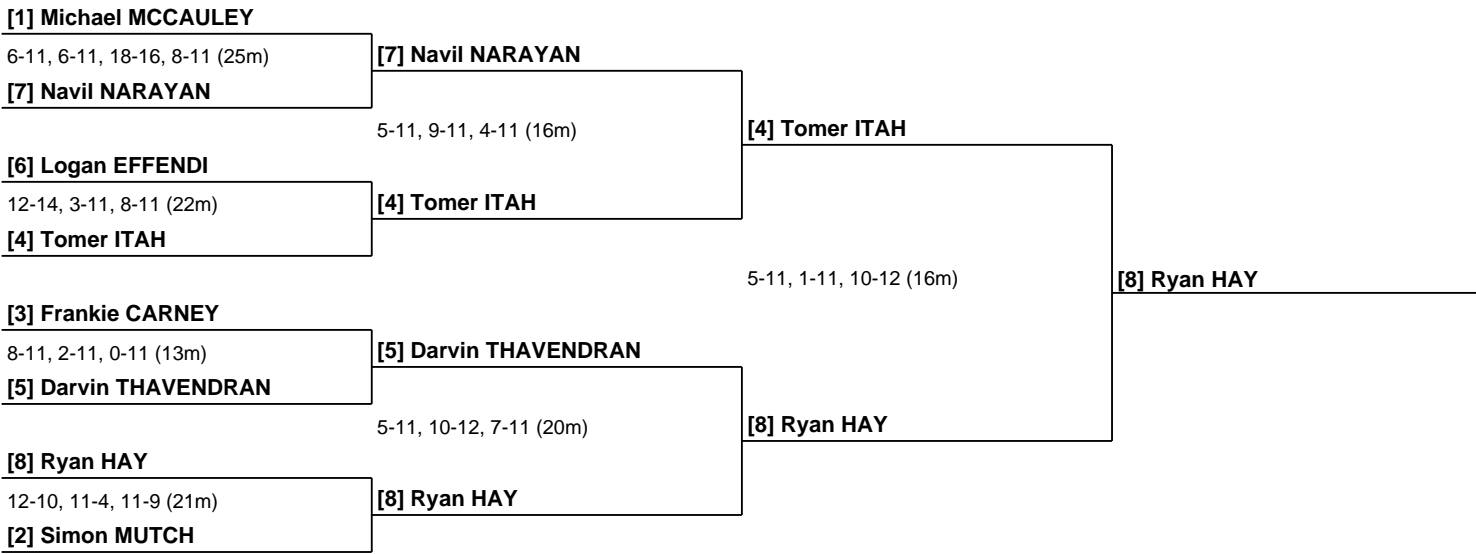 [1] Michael MCCAULEY
6-11, 6-11, 18-16, 8-11 (25m)
[7] Navil NARAYAN
[7] Navil NARAYAN
5-11, 9-11, 4-11 (16m)
[4] Tomer ITAH
[6] Logan EFFENDI
12-14, 3-11, 8-11 (22m)
[4] Tomer ITAH
[4] Tomer ITAH
5-11, 1-11, 10-12 (16m)
[8] Ryan HAY
[3] Frankie CARNEY
8-11, 2-11, 0-11 (13m)
[5] Darvin THAVENDRAN
[5] Darvin THAVENDRAN
5-11, 10-12, 7-11 (20m)
[8] Ryan HAY
[8] Ryan HAY
12-10, 11-4, 11-9 (21m)
[8] Ryan HAY
[2] Simon MUTCH